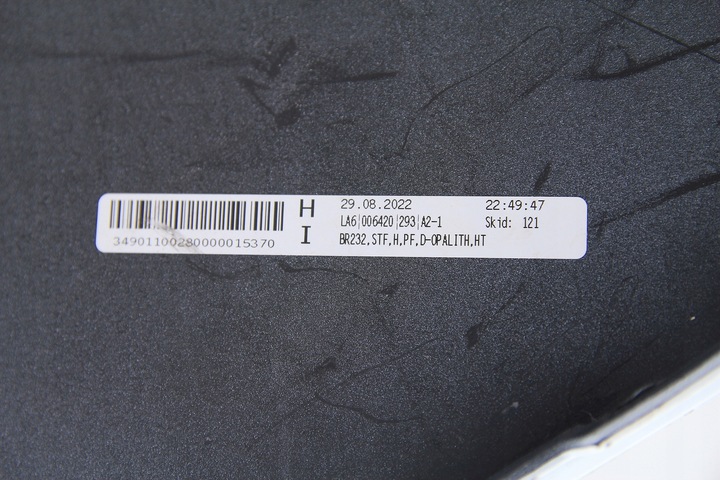 29.08.2022 22:49:47
H LA6|006420|293|A2-1 Skid: 121
34901100280000015370 I BR232,STF,H,PF,D-OPALITH,HT